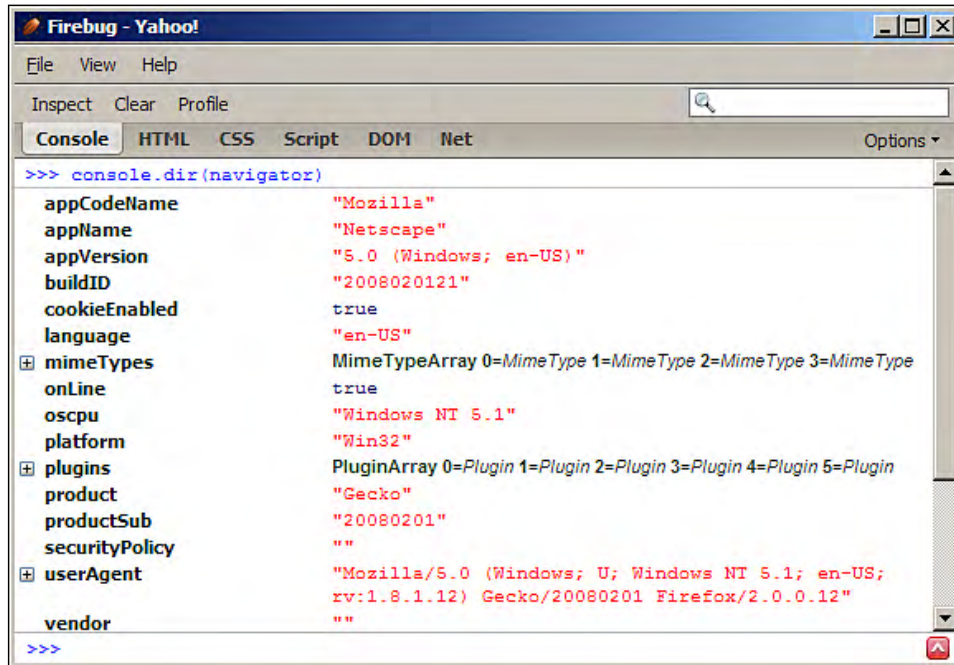 Firebug - Yahoo!
File View Help
Inspect Clear Profile
Console HTML CSS Script DOM Net Options
>>> console.dir(navigator)
appCodeName "Mozilla"
appName "Netscape"
appVersion "5.0 (Windows; en-US)"
buildID "2008020121"
cookieEnabled true
language "en-US"
mimeTypes MimeTypeArray 0=MimeType 1=MimeType 2=MimeType 3=MimeType
onLine true
oscpu "Windows NT 5.1"
platform "Win32"
plugins PluginArray 0=Plugin 1=Plugin 2=Plugin 3=Plugin 4=Plugin 5=Plugin
product "Gecko"
productSub "20080201"
securityPolicy ""
userAgent "Mozilla/5.0 (Windows; U; Windows NT 5.1; en-US;
rv:1.8.1.12) Gecko/20080201 Firefox/2.0.0.12"
vendor ""
>>>